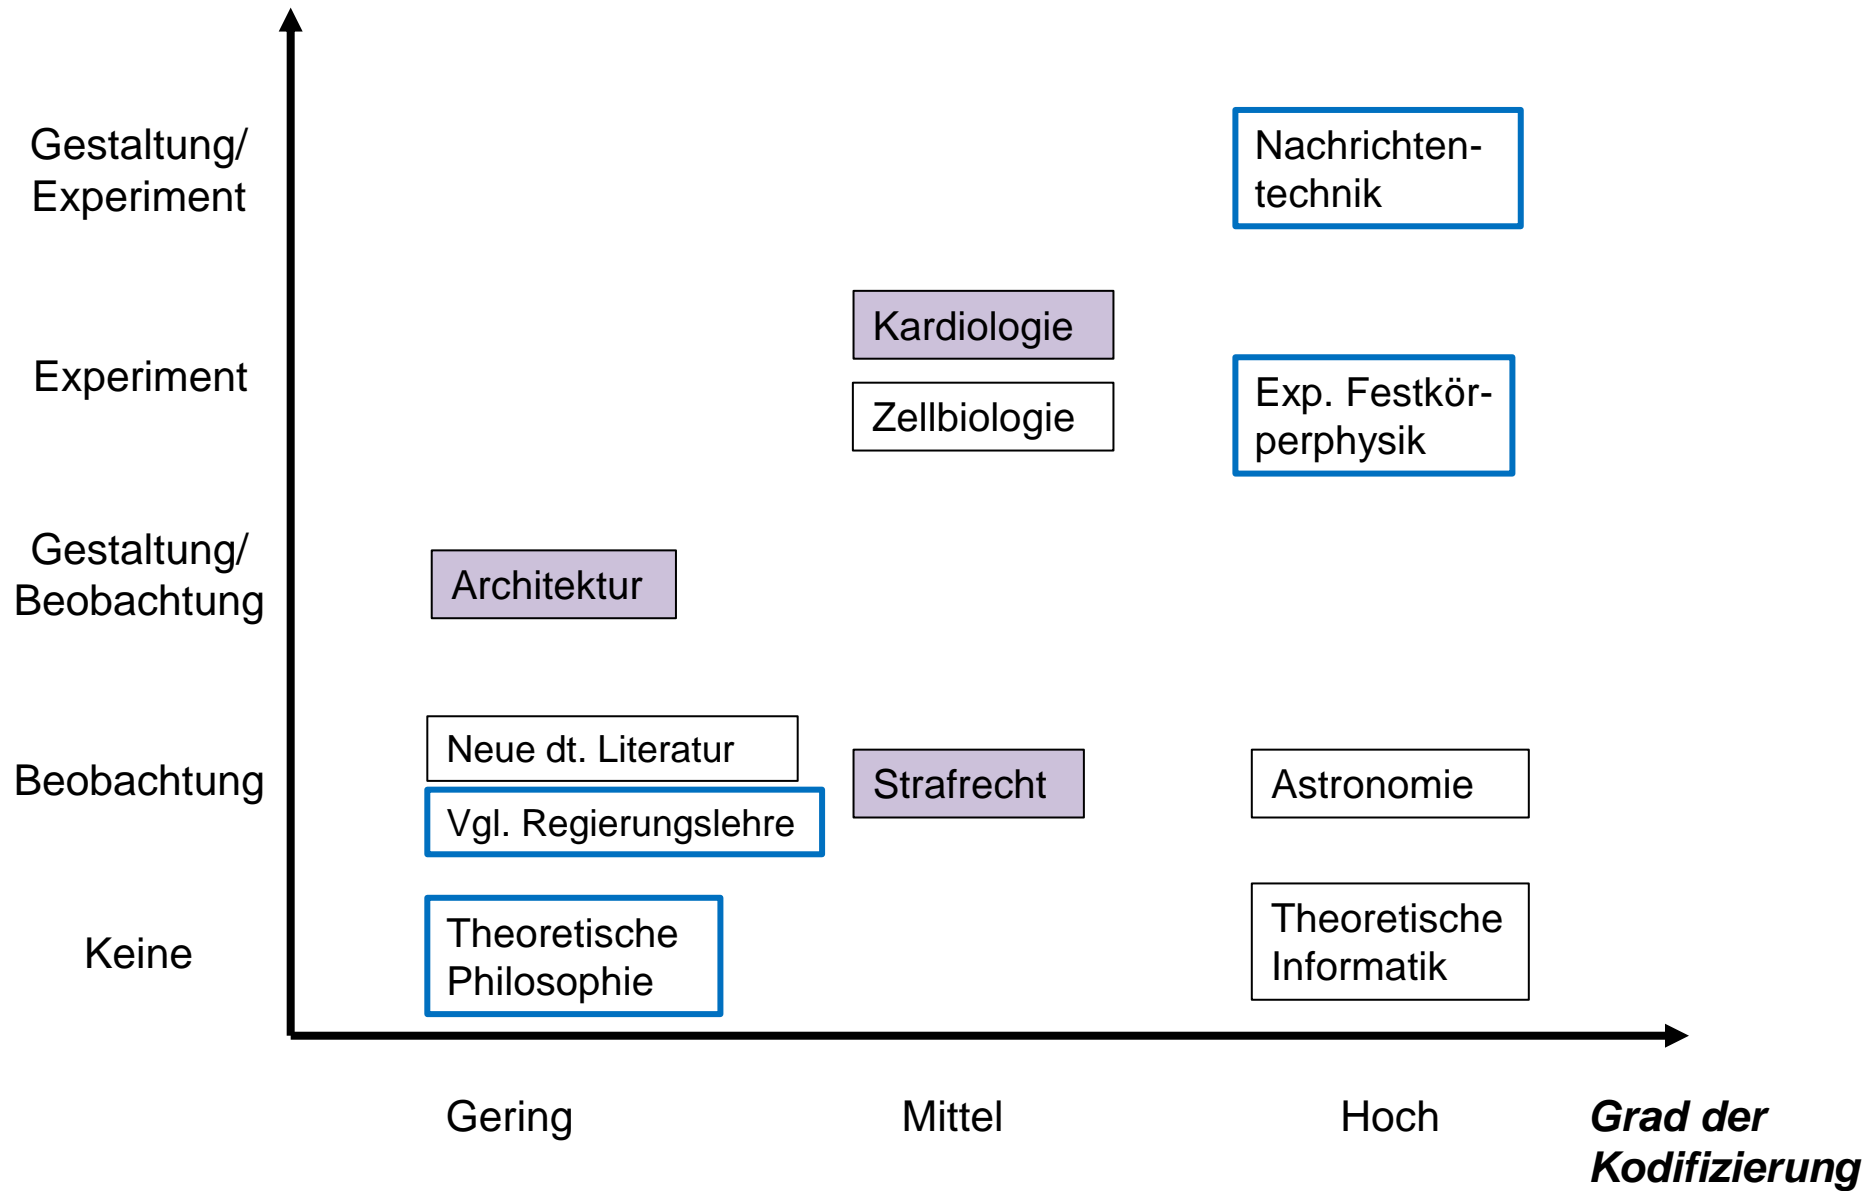 Gestaltung/
Experiment
Nachrichten-
technik
Kardiologie
Experiment
Zellbiologie
Exp. Festkör-
perphysik
Gestaltung/
Beobachtung
Architektur
Neue dt. Literatur
Beobachtung
Vgl. Regierungslehre
Strafrecht
Astronomie
Keine
Theoretische
Philosophie
Theoretische
Informatik
Gering
Mittel
Hoch
Grad der
Kodifizierung